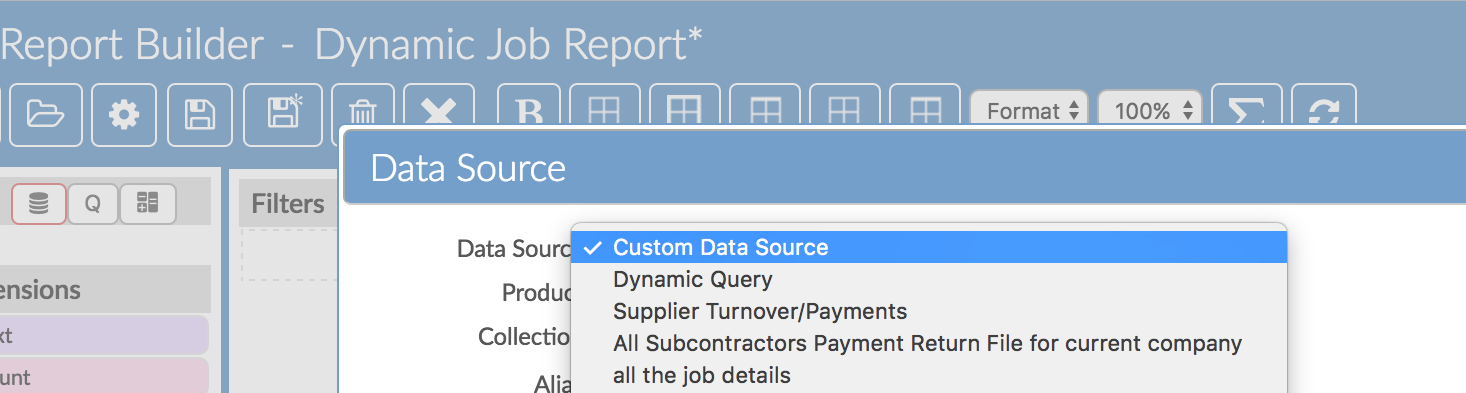 Report Builder - Dynamic Job Report*
B
Format
100%
Σ
Data Source
Q
Filters
Data Sourc
Custom Data Source
Dynamic Query
Produc
Supplier Turnover/Payments
ensions
Collectio
All Subcontractors Payment Return File for current company
xt
all the job details
unt
Alia